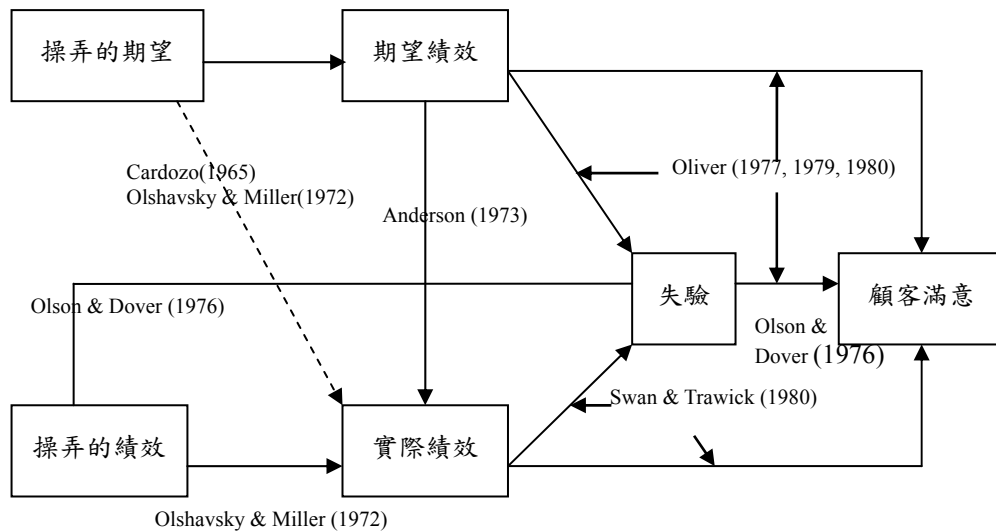 操弄的期望
期望績效
Cardozo(1965)
Olshavsky & Miller(1972)
Oliver (1977, 1979, 1980)
Anderson (1973)
失驗
顧客滿意
Olson & Dover (1976)
Olson &
Dover (1976)
Swan & Trawick (1980)
操弄的績效
實際績效
Olshavsky & Miller (1972)